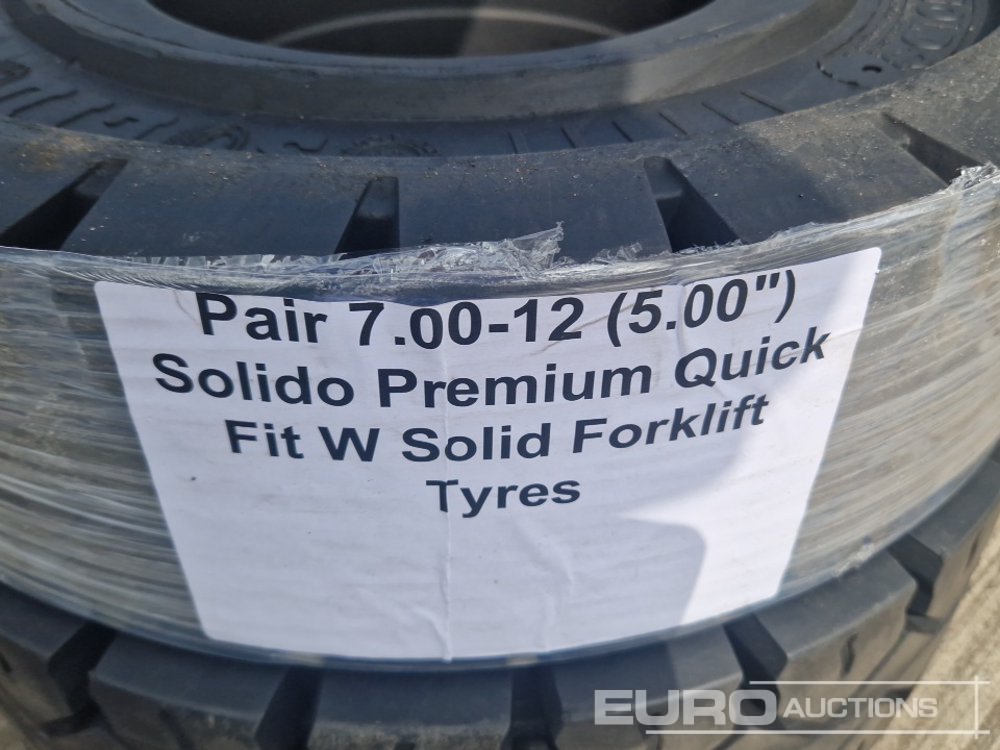 Pair 7.00-12 (5.00")
Solido Premium Quick
Fit W Solid Forklift
Tyres
EURO AUCTIONS